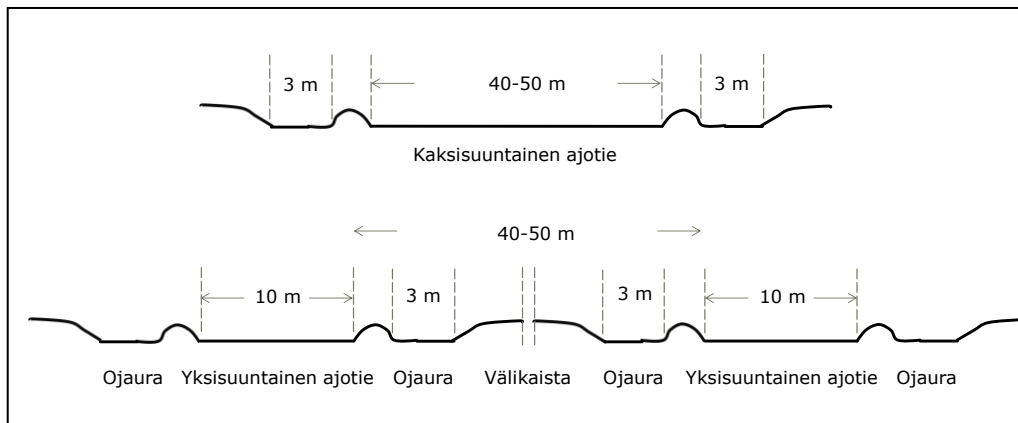 3 m 40-50 m 3 m
Kaksisuuntainen ajotie
40-50 m
10 m 3 m 3 m 10 m
Ojaura Yksisuuntainen ajotie Ojaura Välikaista Ojaura Yksisuuntainen ajotie Ojaura